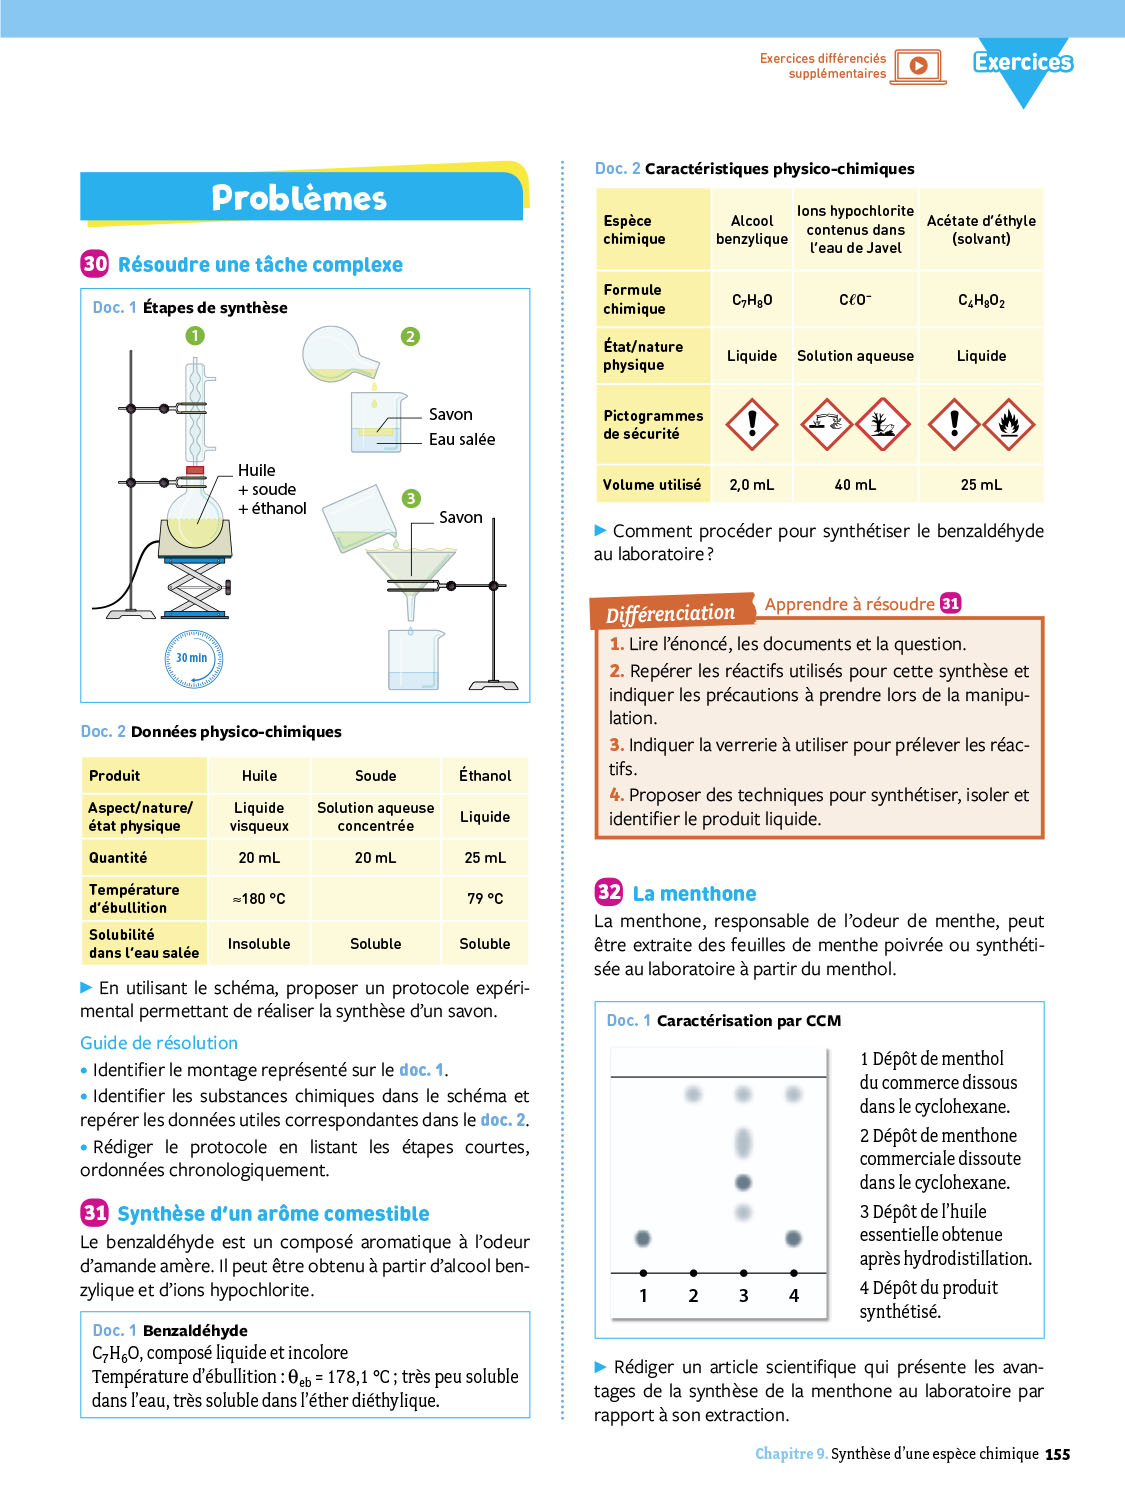 Exercices différenciés
supplémentaires
Exercices
Problèmes
30 Résoudre une tâche complexe
Doc. 1 Étapes de synthèse
1
2
Savon
Eau salée
Huile
+ soude
+ éthanol
3
Savon
30 min
Doc. 2 Données physico-chimiques
Produit Huile Soude Éthanol
Aspect/nature/
état physique
Liquide
visqueux
Solution aqueuse
concentrée
Liquide
Quantité 20 mL 20 mL 25 mL
Température
d'ébullition
≈180 °C 79 °C
Solubilité
dans l'eau salée
Insoluble Soluble Soluble
► En utilisant le schéma, proposer un protocole expéri-
mental permettant de réaliser la synthèse d'un savon.
Guide de résolution
• Identifier le montage représenté sur le doc. 1.
• Identifier les substances chimiques dans le schéma et
repérer les données utiles correspondantes dans le doc. 2.
• Rédiger le protocole en listant les étapes courtes,
ordonnées chronologiquement.
31 Synthèse d'un arôme comestible
Le benzaldéhyde est un composé aromatique à l'odeur
d'amande amère. Il peut être obtenu à partir d'alcool ben-
zylique et d'ions hypochlorite.
Doc. 1 Benzaldéhyde
C₇H₆O, composé liquide et incolore
Température d'ébullition : θeb = 178,1 °C ; très peu soluble
dans l'eau, très soluble dans l'éther diéthylique.
Doc. 2 Caractéristiques physico-chimiques
Espèce
chimique
Alcool
benzylique
Ions hypochlorite
contenus dans
l'eau de Javel
Acétate d'éthyle
(solvant)
Formule
chimique
C₇H₈O CℓO⁻ C₄H₈O₂
État/nature
physique
Liquide Solution aqueuse Liquide
Pictogrammes
de sécurité
Volume utilisé 2,0 mL 40 mL 25 mL
► Comment procéder pour synthétiser le benzaldéhyde
au laboratoire ?
Différenciation Apprendre à résoudre 31
1. Lire l'énoncé, les documents et la question.
2. Repérer les réactifs utilisés pour cette synthèse et
indiquer les précautions à prendre lors de la manipu-
lation.
3. Indiquer la verrerie à utiliser pour prélever les réac-
tifs.
4. Proposer des techniques pour synthétiser, isoler et
identifier le produit liquide.
32 La menthone
La menthone, responsable de l'odeur de menthe, peut
être extraite des feuilles de menthe poivrée ou synthéti-
sée au laboratoire à partir du menthol.
Doc. 1 Caractérisation par CCM
1 2 3 4
1 Dépôt de menthol
du commerce dissous
dans le cyclohexane.
2 Dépôt de menthone
commerciale dissoute
dans le cyclohexane.
3 Dépôt de l'huile
essentielle obtenue
après hydrodistillation.
4 Dépôt du produit
synthétisé.
► Rédiger un article scientifique qui présente les avan-
tages de la synthèse de la menthone au laboratoire par
rapport à son extraction.
Chapitre 9. Synthèse d'une espèce chimique 155